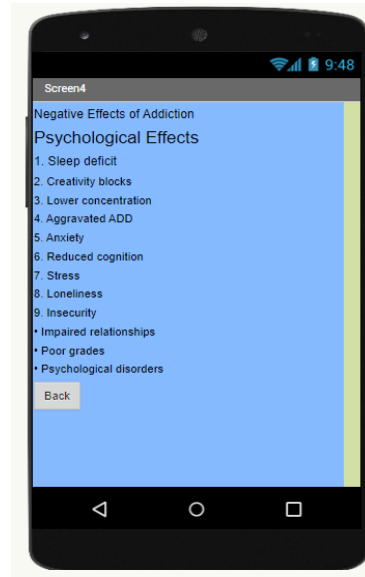 9:48
Screen4
Negative Effects of Addiction
Psychological Effects
1. Sleep deficit
2. Creativity blocks
3. Lower concentration
4. Aggravated ADD
5. Anxiety
6. Reduced cognition
7. Stress
8. Loneliness
9. Insecurity
• Impaired relationships
• Poor grades
• Psychological disorders
Back